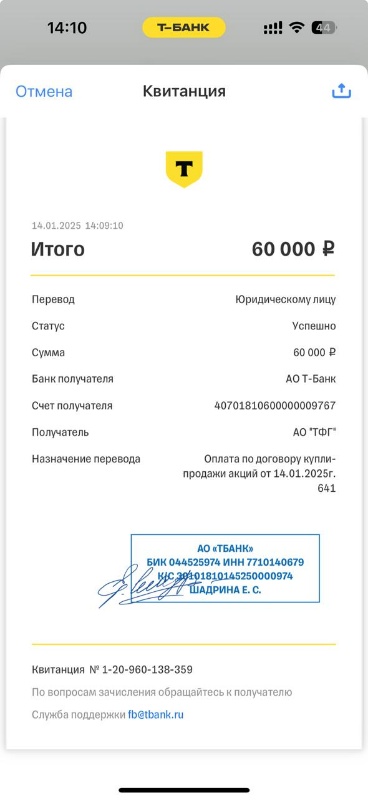 14:10
Т-БАНК
44
Отмена
Квитанция
Т
14.01.2025 14:09:10
Итого
60 000 ₽
Перевод
Юридическому лицу
Статус
Успешно
Сумма
60 000 ₽
Банк получателя
АО Т-Банк
Счет получателя
40701810600000009767
Получатель
АО "ТФГ"
Назначение перевода
Оплата по договору купли-
продажи акций от 14.01.2025г.
641
АО «ТБАНК»
БИК 044525974 ИНН 7710140679
К/С 30101810145250000974
ШАДРИНА Е. С.
Квитанция № 1-20-960-138-359
По вопросам зачисления обращайтесь к получателю
Служба поддержки fb@tbank.ru